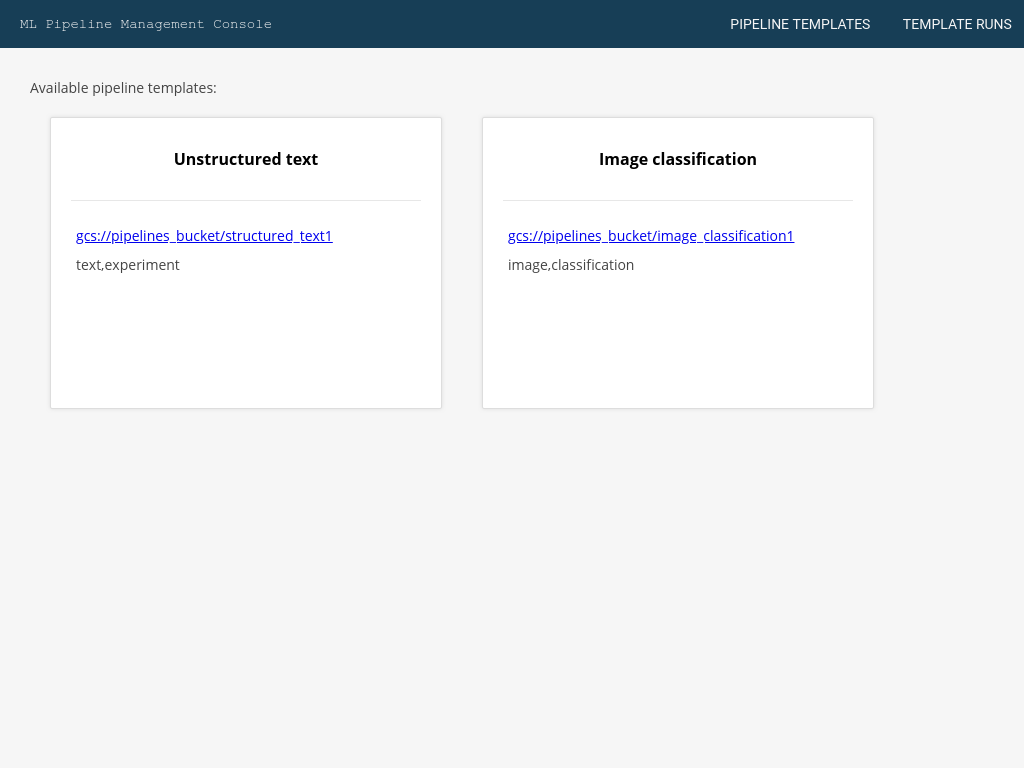 ML Pipeline Management Console
PIPELINE TEMPLATES
TEMPLATE RUNS
Available pipeline templates:
Unstructured text
gcs://pipelines_bucket/structured_text1
text,experiment
Image classification
gcs://pipelines_bucket/image_classification1
image,classification